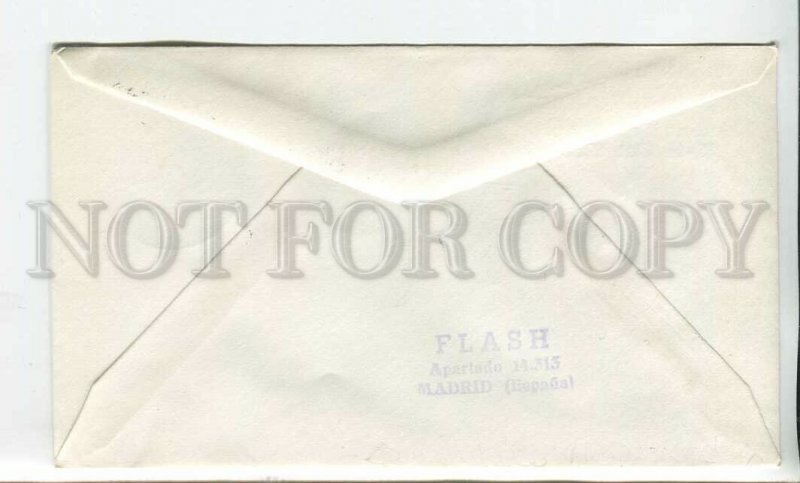 NOT FOR COPY
FLASH
Apartado 14.313
MADRID (España)